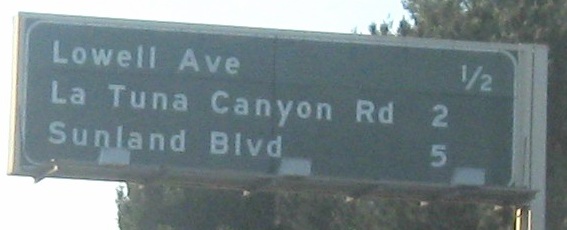 Lowell Ave 1/2
La Tuna Canyon Rd 2
Sunland Blvd 5